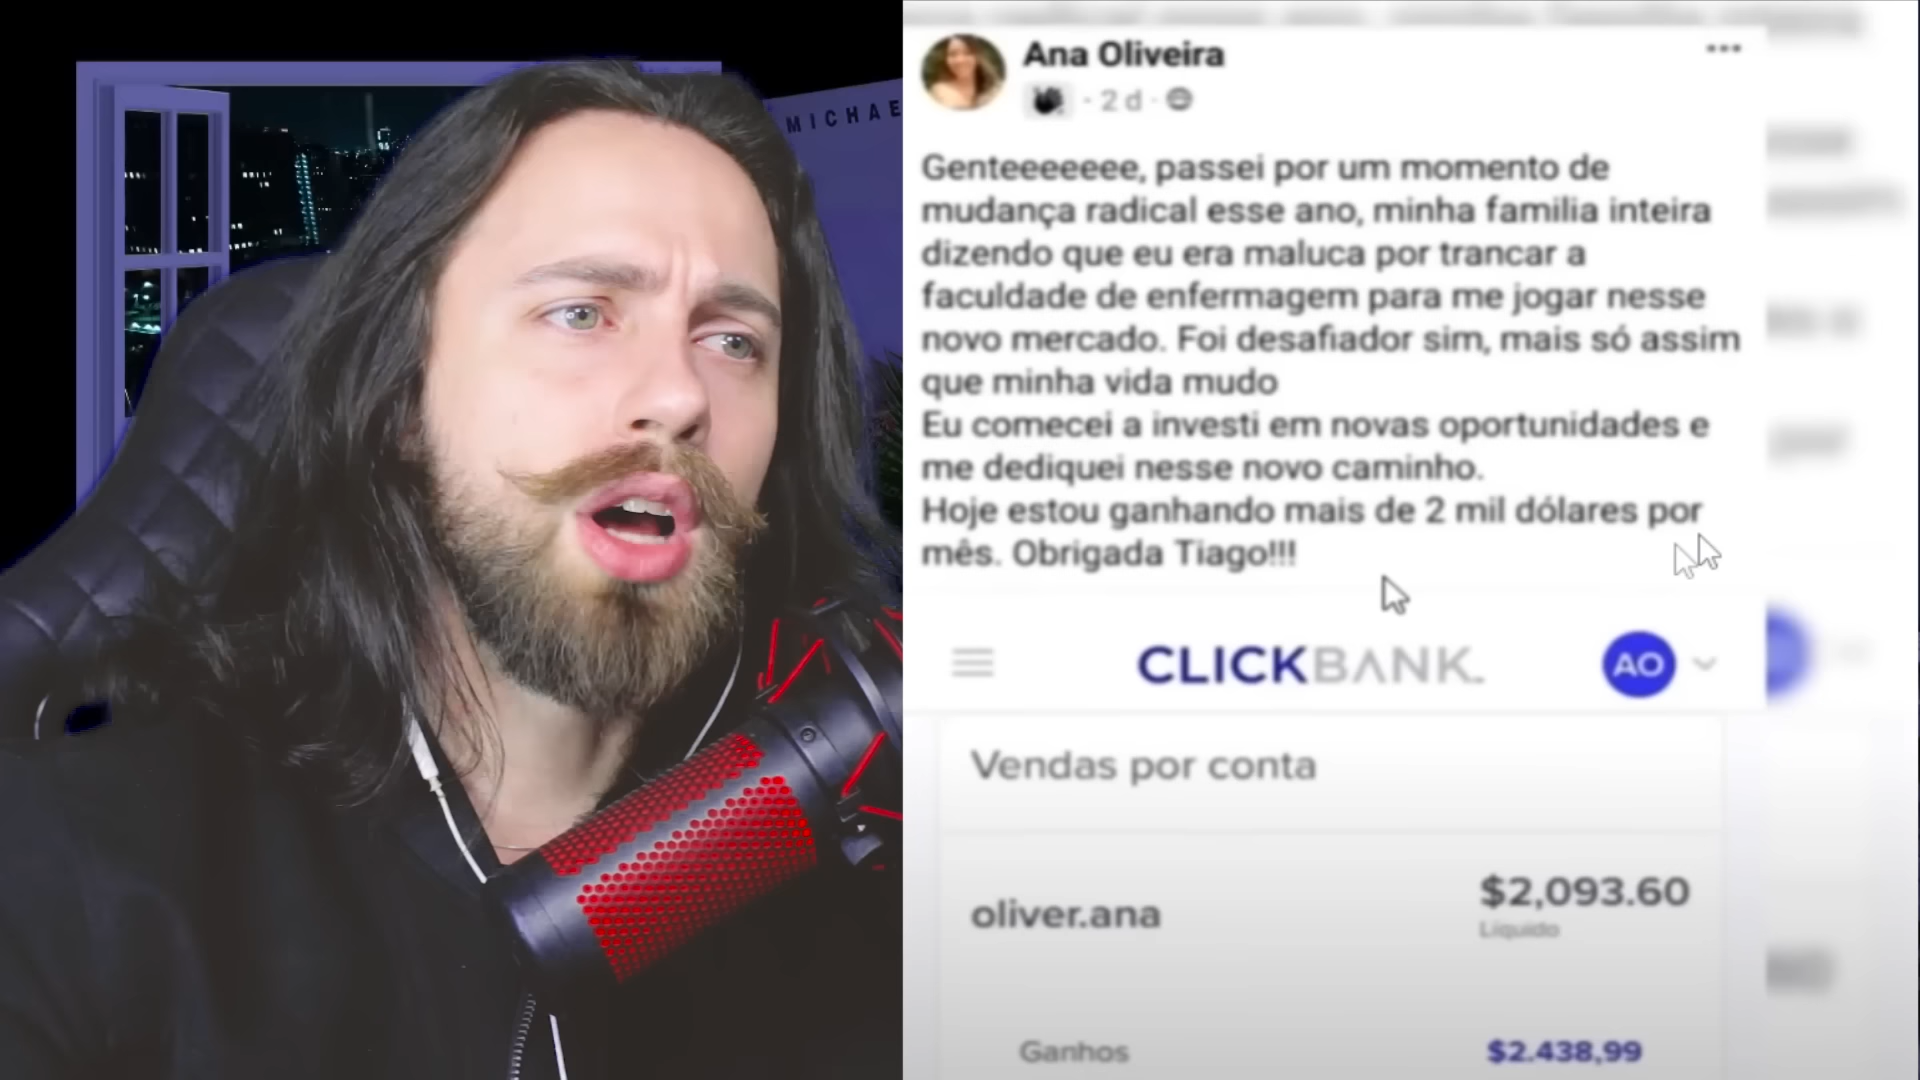 MICHAE
Ana Oliveira
2 d
Genteeeeeee, passei por um momento de
mudança radical esse ano, minha familia inteira
dizendo que eu era maluca por trancar a
faculdade de enfermagem para me jogar nesse
novo mercado. Foi desafiador sim, mais só assim
que minha vida mudo
Eu comecei a investi em novas oportunidades e
me dediquei nesse novo caminho.
Hoje estou ganhando mais de 2 mil dólares por
mês. Obrigada Tiago!!!
CLICKBANK.
AO
Vendas por conta
oliver.ana
$2,093.60
Líquido
Ganhos
$2.438,99